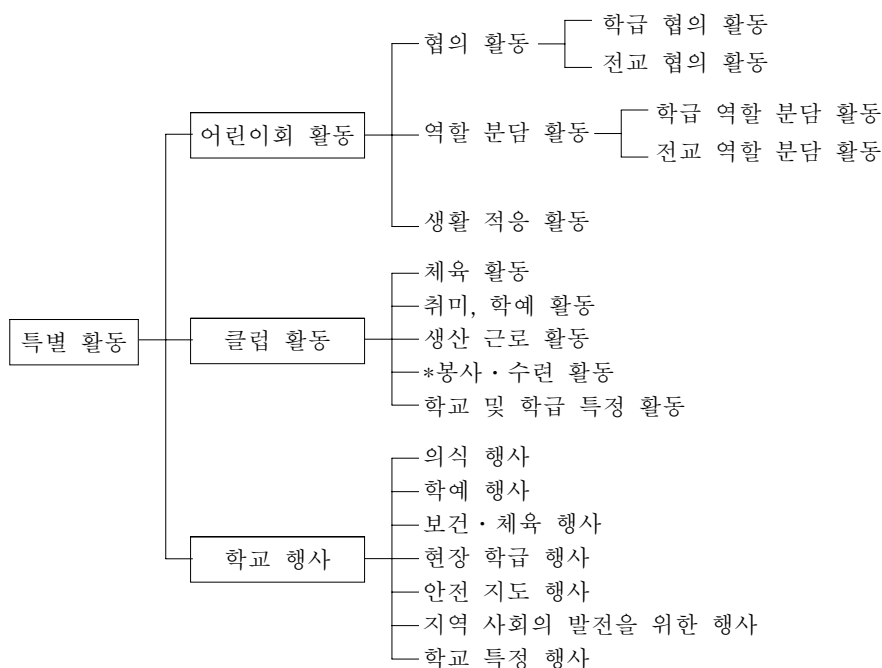 특별 활동
어린이회 활동
협의 활동
학급 협의 활동
전교 협의 활동
역할 분담 활동
학급 역할 분담 활동
전교 역할 분담 활동
생활 적응 활동
클럽 활동
체육 활동
취미, 학예 활동
생산 근로 활동
*봉사·수련 활동
학교 및 학급 특정 활동
학교 행사
의식 행사
학예 행사
보건·체육 행사
현장 학급 행사
안전 지도 행사
지역 사회의 발전을 위한 행사
학교 특정 행사